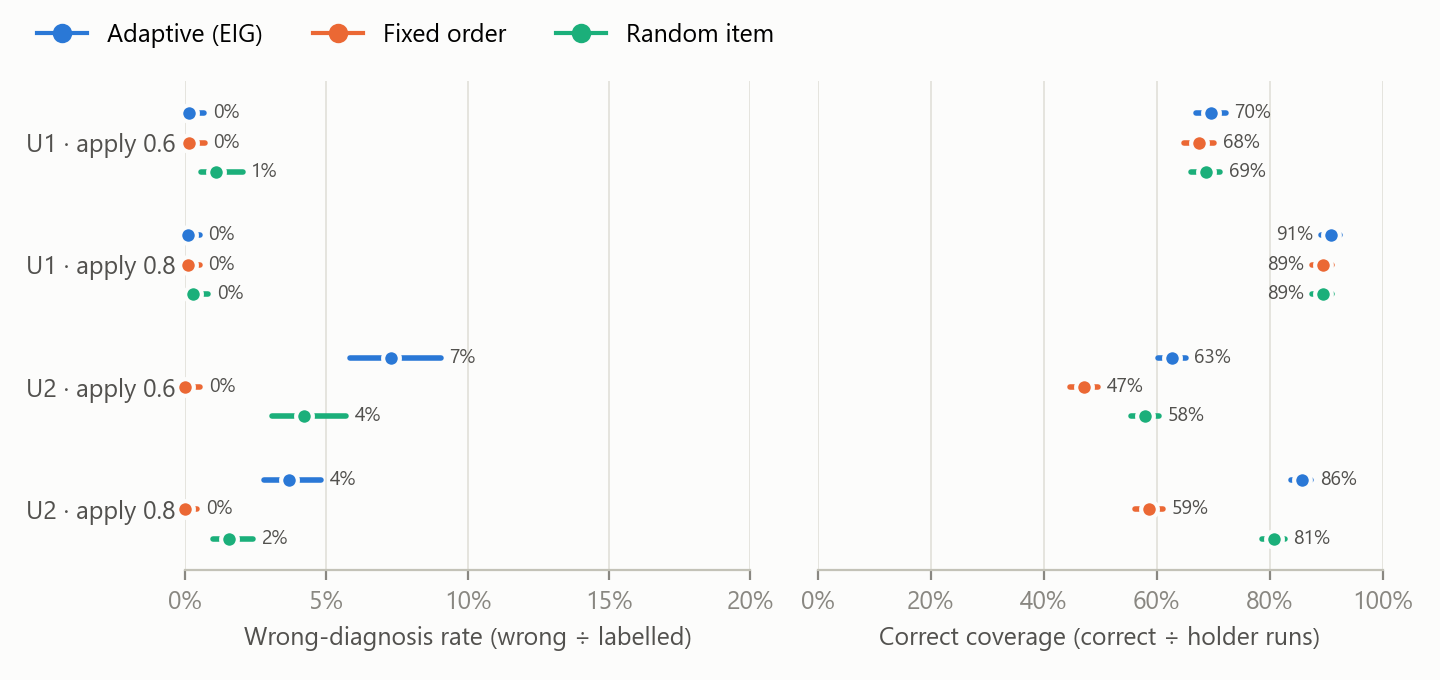 Adaptive (EIG) Fixed order Random item
0% 70%
U1 · apply 0.6 0% 68%
1% 69%
0% 91%
U1 · apply 0.8 0% 89%
0% 89%
7% 63%
U2 · apply 0.6 0% 47%
4% 58%
4% 86%
U2 · apply 0.8 0% 59%
2% 81%
0% 5% 10% 15% 20% 0% 20% 40% 60% 80% 100%
Wrong-diagnosis rate (wrong ÷ labelled) Correct coverage (correct ÷ holder runs)